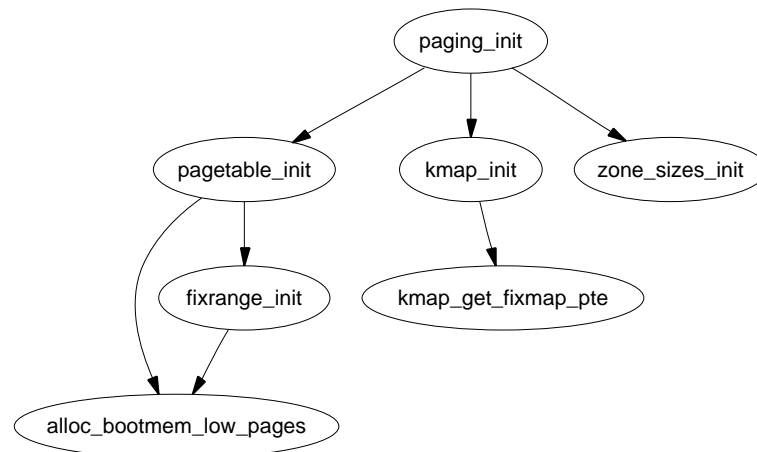 paging_init
pagetable_init
kmap_init
zone_sizes_init
fixrange_init
kmap_get_fixmap_pte
alloc_bootmem_low_pages